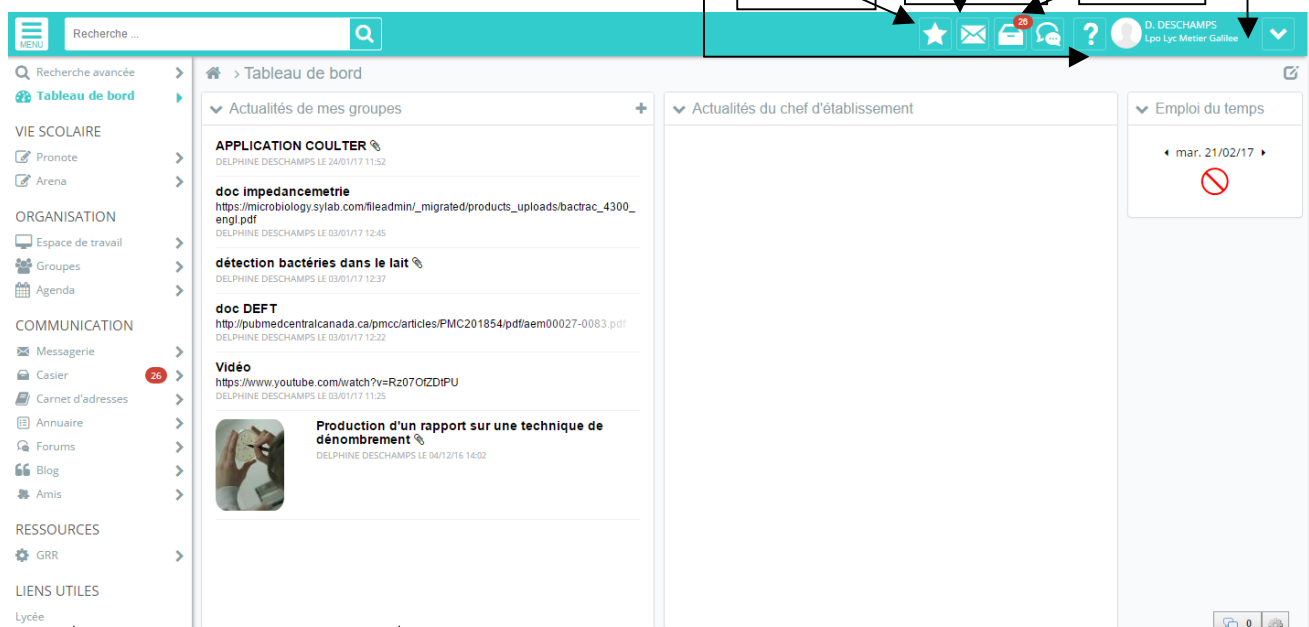 MENU
Recherche ...
26
?
D. DESCHAMPS
Lpo Lyc Metier Galilee
Recherche avancée
Tableau de bord
VIE SCOLAIRE
Pronote
Arena
ORGANISATION
Espace de travail
Groupes
Agenda
COMMUNICATION
Messagerie
Casier 26
Carnet d'adresses
Annuaire
Forums
Blog
Amis
RESSOURCES
GRR
LIENS UTILES
Lycée
> Tableau de bord
Actualités de mes groupes
APPLICATION COULTER
DELPHINE DESCHAMPS LE 24/01/17 11:52
doc impedancemetrie
https://microbiology.sylab.com/fileadmin/_migrated/products_uploads/bactrac_4300_
engl.pdf
DELPHINE DESCHAMPS LE 03/01/17 12:45
détection bactéries dans le lait
DELPHINE DESCHAMPS LE 03/01/17 12:37
doc DEFT
http://pubmedcentralcanada.ca/pmcc/articles/PMC201854/pdf/aem00027-0083.pdf
DELPHINE DESCHAMPS LE 03/01/17 12:22
Vidéo
https://www.youtube.com/watch?v=Rz07OfZDtPU
DELPHINE DESCHAMPS LE 03/01/17 11:25
Production d'un rapport sur une technique de
dénombrement
DELPHINE DESCHAMPS LE 04/12/16 14:02
Actualités du chef d'établissement
Emploi du temps
mar. 21/02/17
0